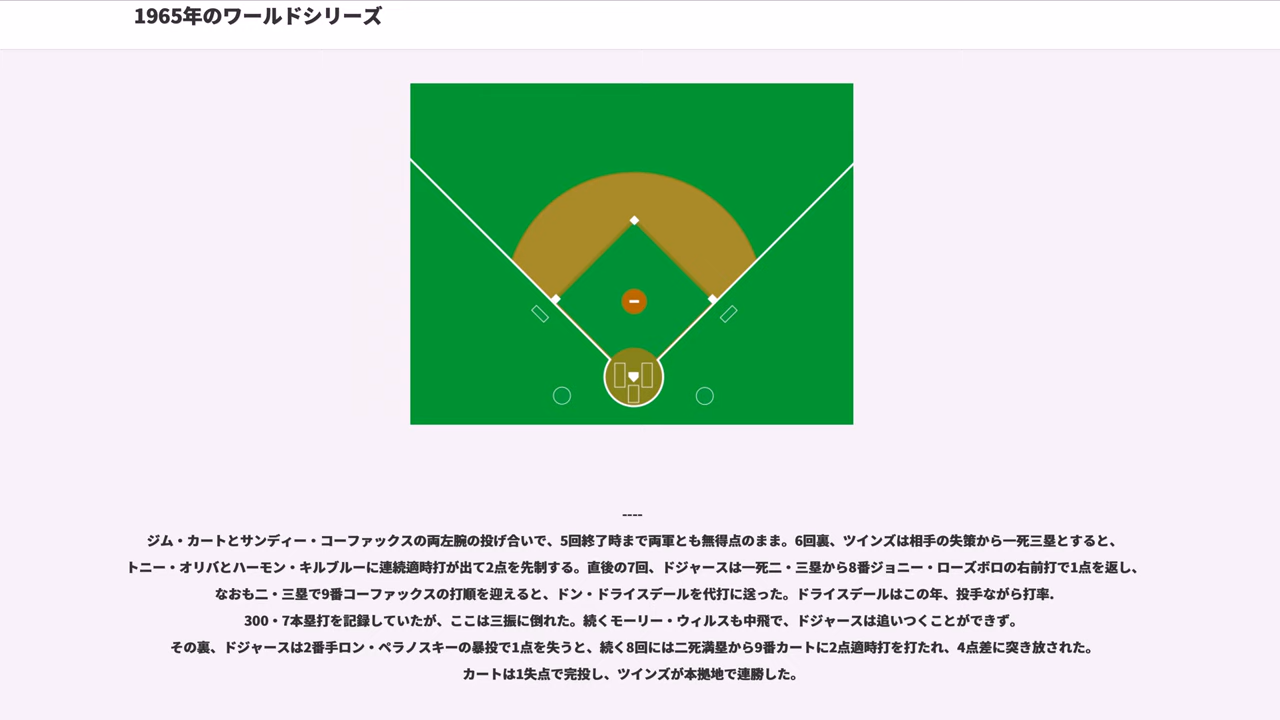 1965年のワールドシリーズ
----
ジム・カートとサンディー・コーファックスの両左腕の投げ合いで、5回終了時まで両軍とも無得点のまま。6回裏、ツインズは相手の失策から一死三塁とすると、
トニー・オリバとハーモン・キルブルーに連続適時打が出て2点を先制する。直後の7回、ドジャースは一死二・三塁から8番ジョニー・ローズボロの右前打で1点を返し、
なおも二・三塁で9番コーファックスの打順を迎えると、ドン・ドライスデールを代打に送った。ドライスデールはこの年、投手ながら打率.
300・7本塁打を記録していたが、ここは三振に倒れた。続くモーリー・ウィルスも中飛で、ドジャースは追いつくことができず。
その裏、ドジャースは2番手ロン・ペラノスキーの暴投で1点を失うと、続く8回には二死満塁から9番カートに2点適時打を打たれ、4点差に突き放された。
カートは1失点で完投し、ツインズが本拠地で連勝した。